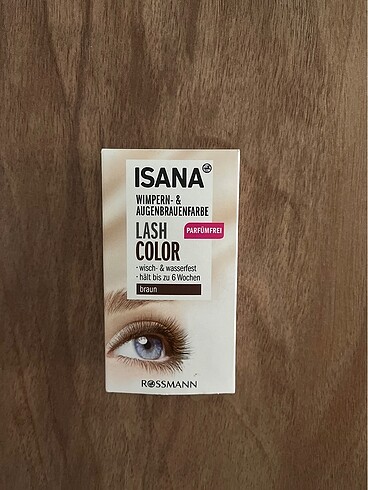 ISANA
WIMPERN- &
AUGENBRAUENFARBE
LASH
COLOR
PARFÜMFREI
· wisch- & wasserfest
· hält bis zu 6 Wochen
braun
ROSSMANN